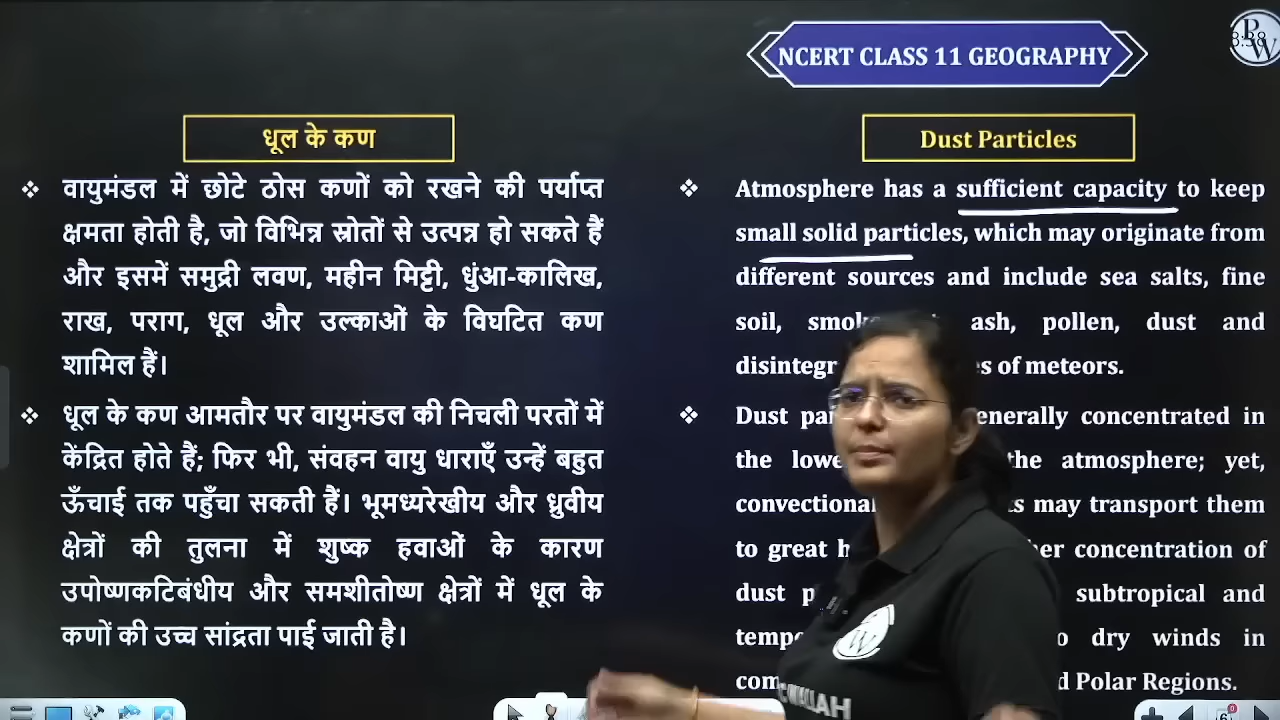 NCERT CLASS 11 GEOGRAPHY
PW
8:58
धूल के कण
❖ वायुमंडल में छोटे ठोस कणों को रखने की पर्याप्त
क्षमता होती है, जो विभिन्न स्रोतों से उत्पन्न हो सकते हैं
और इसमें समुद्री लवण, महीन मिट्टी, धुंआ-कालिख,
राख, पराग, धूल और उल्काओं के विघटित कण
शामिल हैं।
❖ धूल के कण आमतौर पर वायुमंडल की निचली परतों में
केंद्रित होते हैं; फिर भी, संवहन वायु धाराएँ उन्हें बहुत
ऊँचाई तक पहुँचा सकती हैं। भूमध्यरेखीय और ध्रुवीय
क्षेत्रों की तुलना में शुष्क हवाओं के कारण
उपोष्णकटिबंधीय और समशीतोष्ण क्षेत्रों में धूल के
कणों की उच्च सांद्रता पाई जाती है।
Dust Particles
❖ Atmosphere has a sufficient capacity to keep
small solid particles, which may originate from
different sources and include sea salts, fine
soil, ash, pollen, dust and
of meteors.
❖ Dust concentrated in
the the atmosphere; yet,
may transport them
to great concentration of
dust subtropical and
dry winds in
Polar Regions.
W
WALLAH